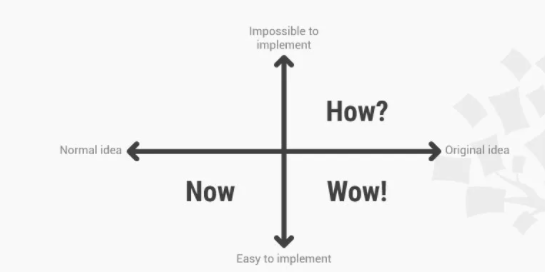 Impossible to
implement
How?
Normal idea
Original idea
Now
Wow!
Easy to implement